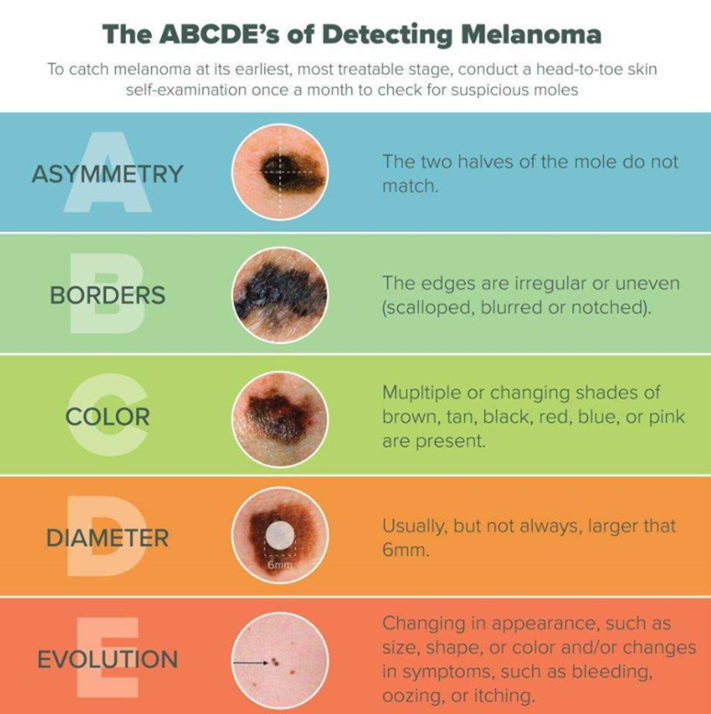 The ABCDE's of Detecting Melanoma
To catch melanoma at its earliest, most treatable stage, conduct a head-to-toe skin
self-examination once a month to check for suspicious moles
A
ASYMMETRY
The two halves of the mole do not
match.
B
BORDERS
The edges are irregular or uneven
(scalloped, blurred or notched).
C
COLOR
Mupltiple or changing shades of
brown, tan, black, red, blue, or pink
are present.
D
DIAMETER
6mm
Usually, but not always, larger that
6mm.
E
EVOLUTION
Changing in appearance, such as
size, shape, or color and/or changes
in symptoms, such as bleeding,
oozing, or itching.